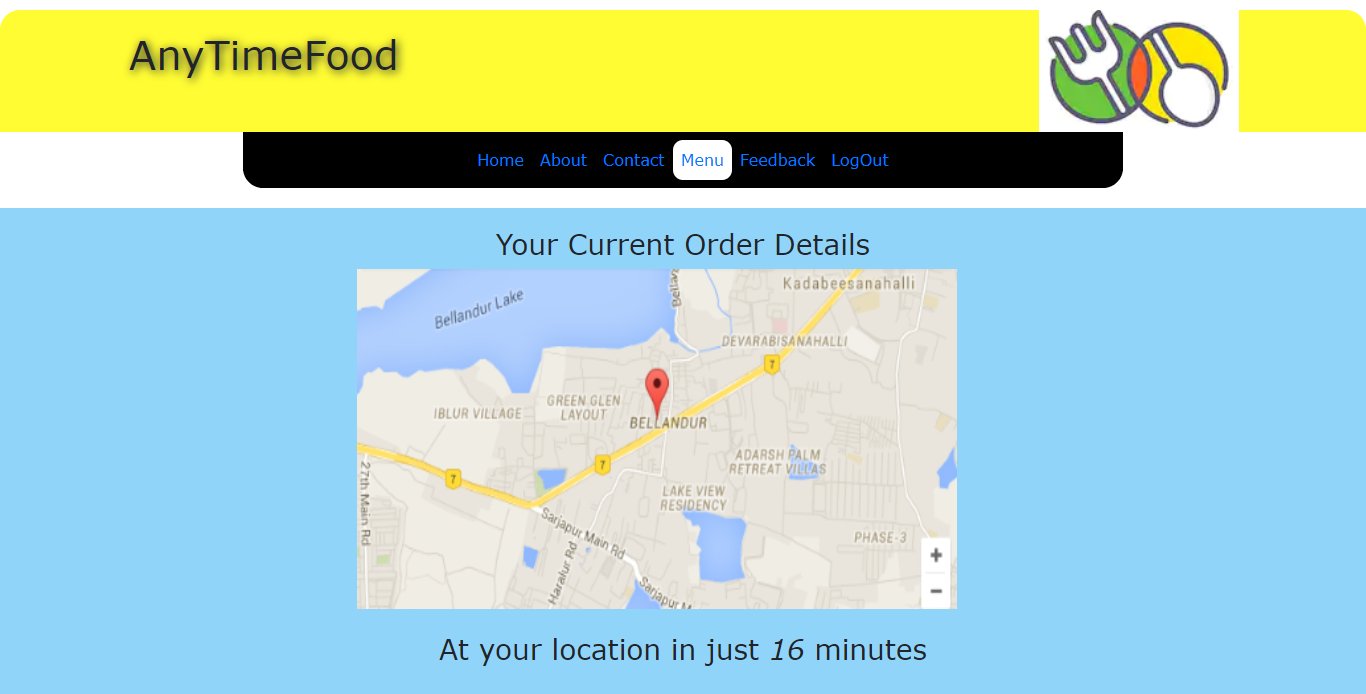 AnyTimeFood
Home About Contact Menu Feedback LogOut
Your Current Order Details
Kadabeesanahalli
Bellandur Lake
DEVARABISANAHALLI
7
GREEN GLEN
LAYOUT
IBLUR VILLAGE
BELLANDUR
ADARSH PALM
RETREAT VILLAS
7
7
27th Main Rd
LAKE VIEW
RESIDENCY
Sarjapur Main Rd
PHASE-3
Haralur Rd
+
−
At your location in just 16 minutes